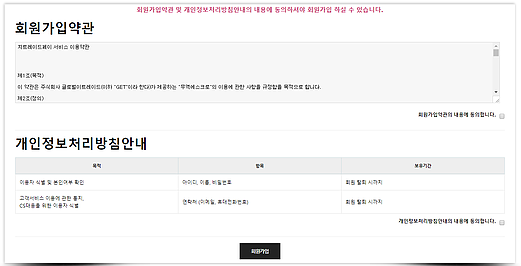 회원가입약관 및 개인정보처리방침안내의 내용에 동의하셔야 회원가입 하실 수 있습니다.
회원가입약관
지트레이드페이 서비스 이용약관
제1조(목적)
이 약관은 주식회사 글로벌이트레이드(이하 "GET"이라 한다)가 제공하는 "무역에스크로"의 이용에 관한 사항을 규정함을 목적으로 합니다.
제2조(정의)
회원가입약관의 내용에 동의합니다.
개인정보처리방침안내
목적 항목 보유기간
이용자 식별 및 본인여부 확인 아이디, 이름, 비밀번호 회원 탈퇴 시까지
고객서비스 이용에 관한 통지,
CS대응을 위한 이용자 식별 연락처 (이메일, 휴대전화번호) 회원 탈퇴 시까지
개인정보처리방침안내의 내용에 동의합니다.
회원가입